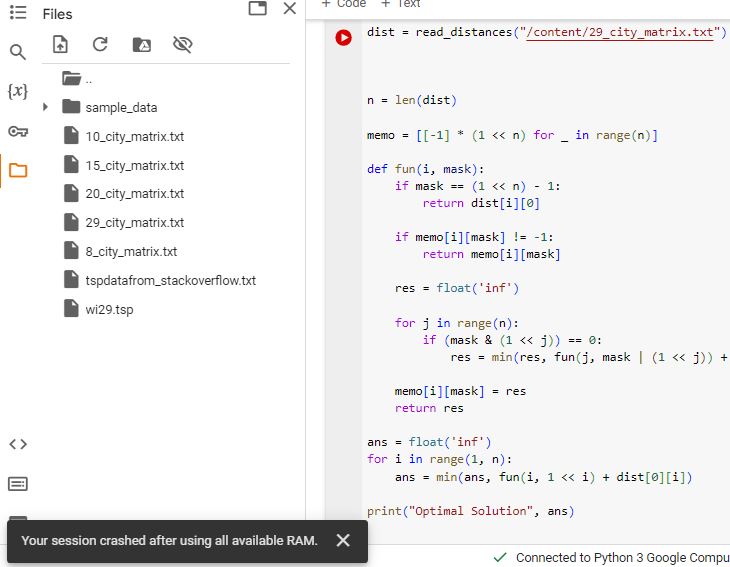 Files
..
sample_data
10_city_matrix.txt
15_city_matrix.txt
20_city_matrix.txt
29_city_matrix.txt
8_city_matrix.txt
tspdatafrom_stackoverflow.txt
wi29.tsp
{x}
<>
+ Code + Text
dist = read_distances("/content/29_city_matrix.txt")
n = len(dist)
memo = [[-1] * (1 << n) for _ in range(n)]
def fun(i, mask):
    if mask == (1 << n) - 1:
        return dist[i][0]
    if memo[i][mask] != -1:
        return memo[i][mask]
    res = float('inf')
    for j in range(n):
        if (mask & (1 << j)) == 0:
            res = min(res, fun(j, mask | (1 << j)) +
    memo[i][mask] = res
    return res
ans = float('inf')
for i in range(1, n):
    ans = min(ans, fun(i, 1 << i) + dist[0][i])
print("Optimal Solution", ans)
Your session crashed after using all available RAM.
Connected to Python 3 Google Compu